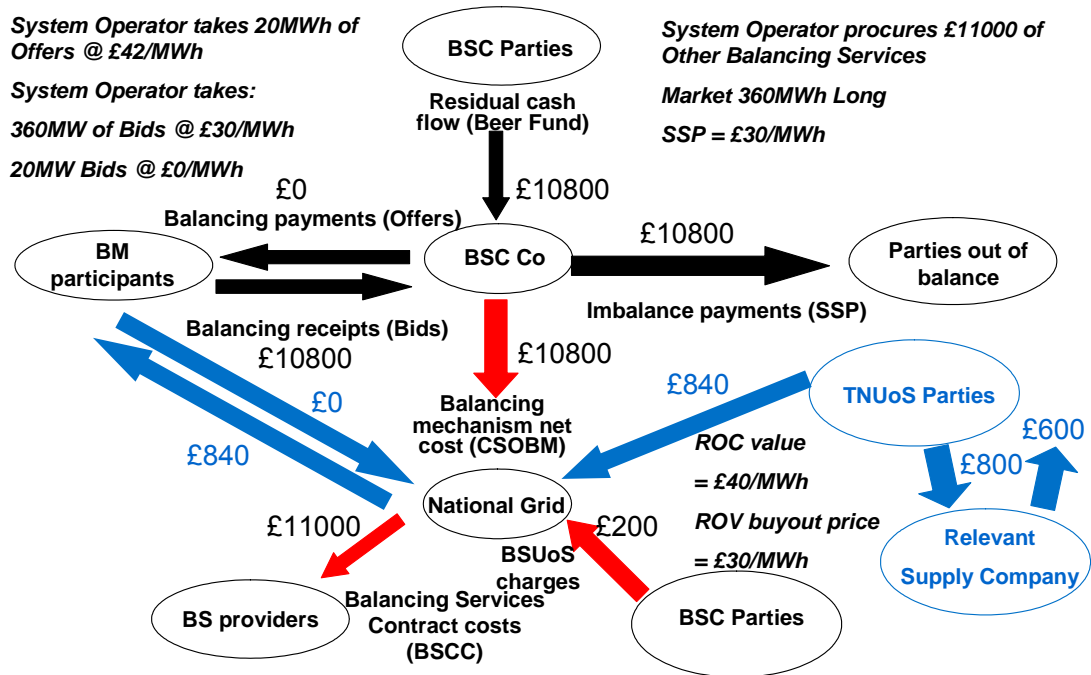 System Operator takes 20MWh of
Offers @ £42/MWh
System Operator takes:
360MW of Bids @ £30/MWh
20MW Bids @ £0/MWh
BSC Parties
Residual cash
flow (Beer Fund)
System Operator procures £11000 of
Other Balancing Services
Market 360MWh Long
SSP = £30/MWh
£0
£10800
Balancing payments (Offers)
£10800
BM
participants
BSC Co
Parties out of
balance
Balancing receipts (Bids)
£10800
Imbalance payments (SSP)
£10800
£0
£840
£840
Balancing
mechanism net
cost (CSOBM)
TNUoS Parties
ROC value
= £40/MWh
£600
£800
National Grid
£11000
£200
ROV buyout price
= £30/MWh
BSUoS
charges
Relevant
Supply Company
BS providers
Balancing Services
Contract costs
(BSCC)
BSC Parties